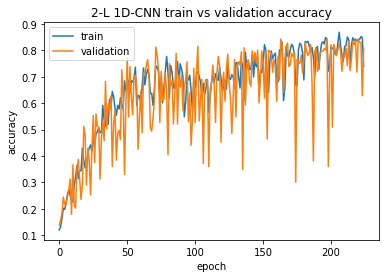 2-L 1D-CNN train vs validation accuracy
train
validation
accuracy
0.9
0.8
0.7
0.6
0.5
0.4
0.3
0.2
0.1
0
50
100
150
200
epoch